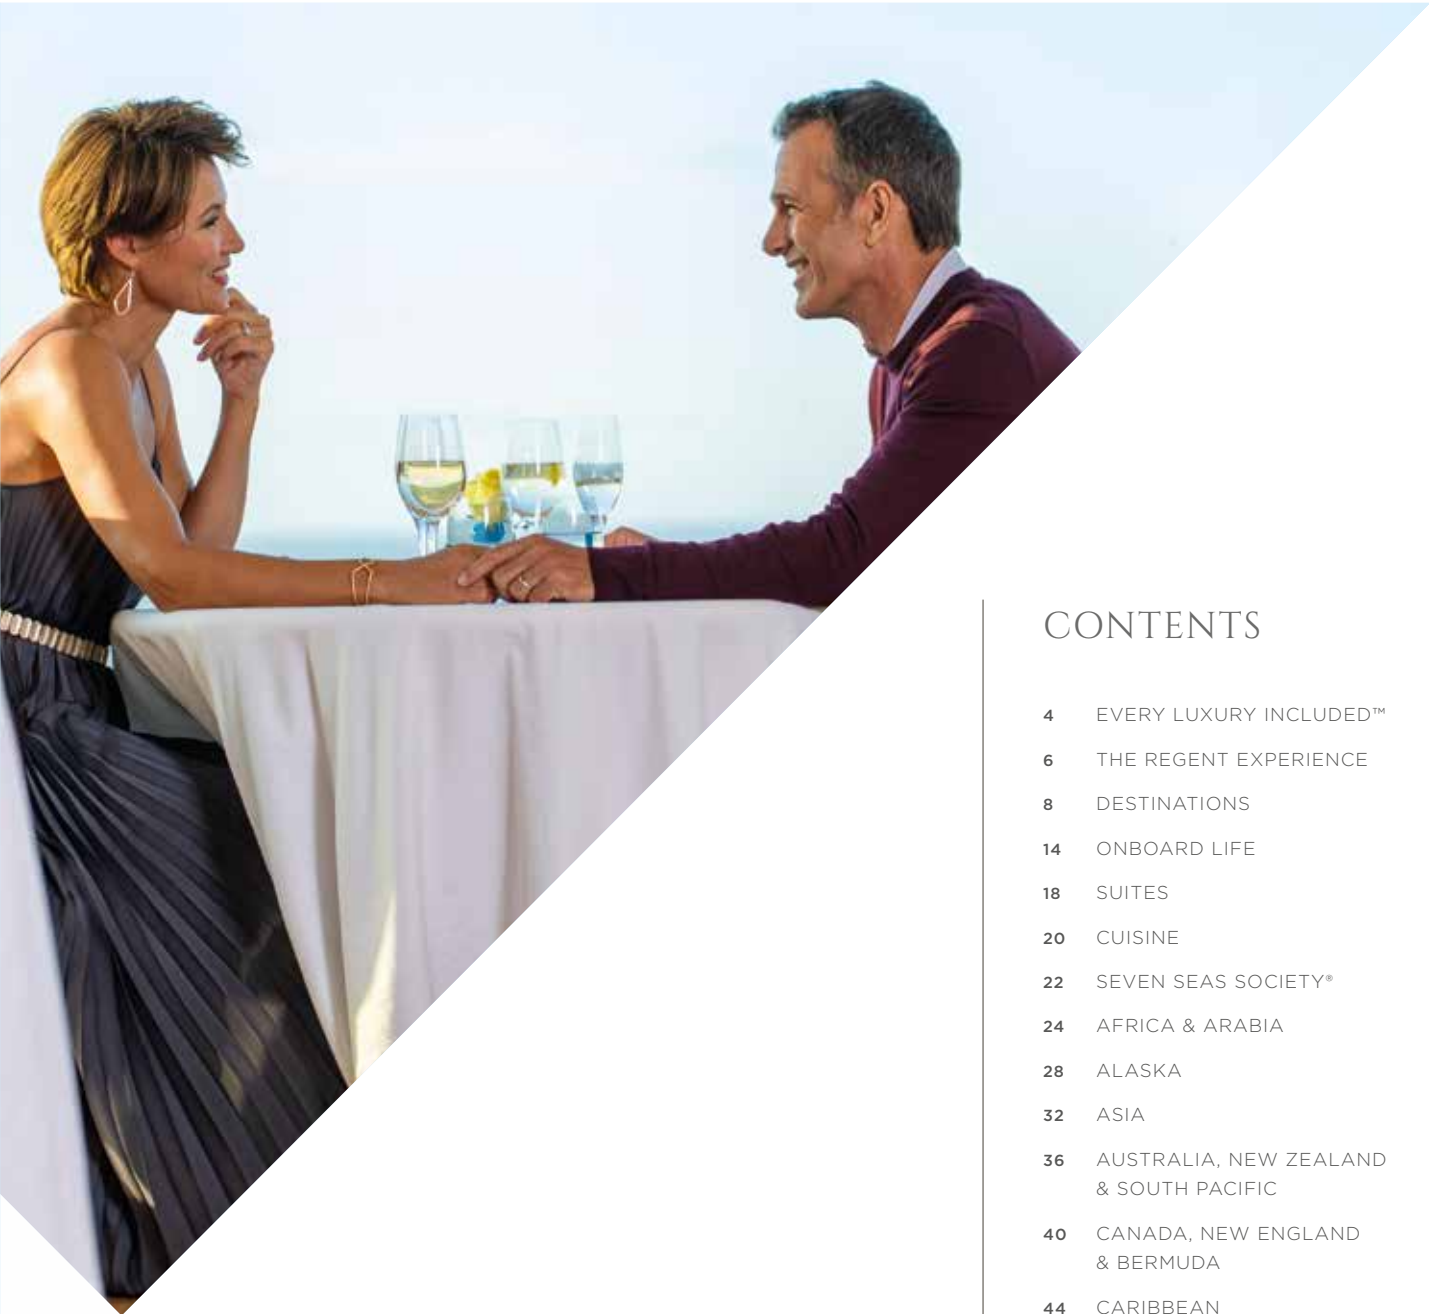 CONTENTS
4 EVERY LUXURY INCLUDED™
6 THE REGENT EXPERIENCE
8 DESTINATIONS
14 ONBOARD LIFE
18 SUITES
20 CUISINE
22 SEVEN SEAS SOCIETY®
24 AFRICA & ARABIA
28 ALASKA
32 ASIA
36 AUSTRALIA, NEW ZEALAND
& SOUTH PACIFIC
40 CANADA, NEW ENGLAND
& BERMUDA
44 CARIBBEAN